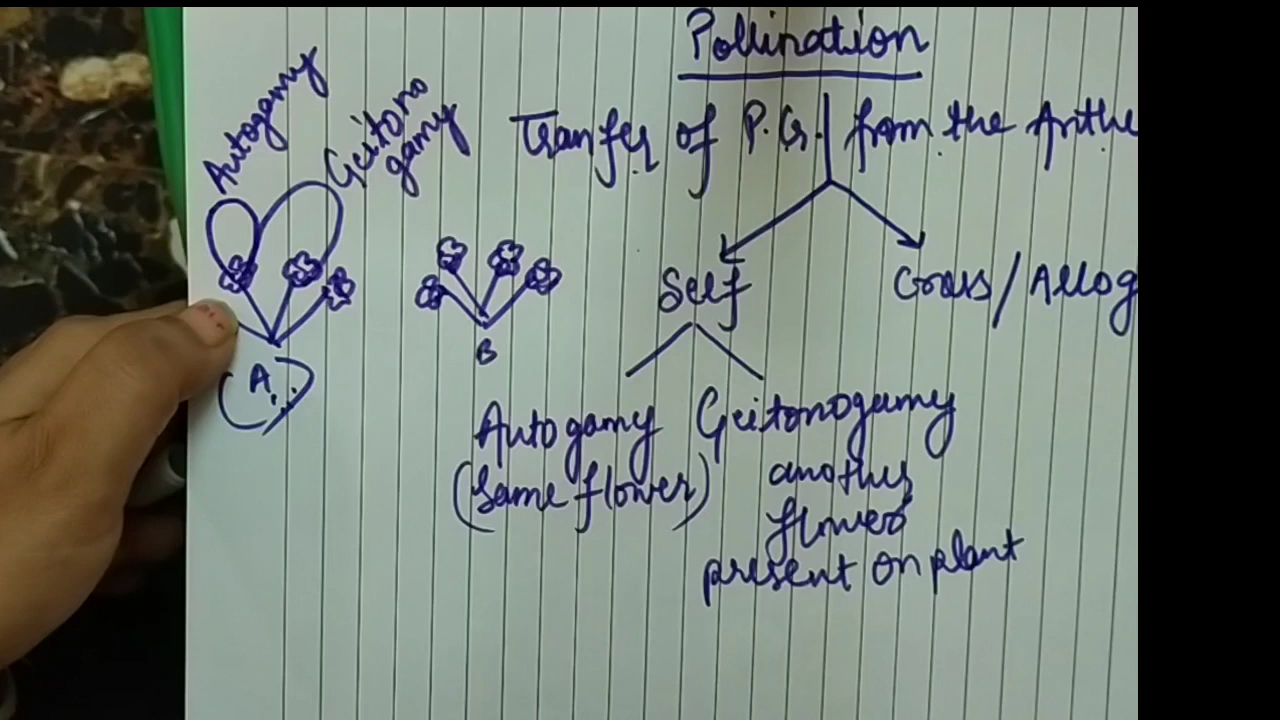 Pollination
Tranfer of P.G. from the Anthe
Autogamy
Geitono
gamy
Self
Cross/Allog
A
B
Autogamy Geitonogamy
(Same flower) another
flower
present on plant